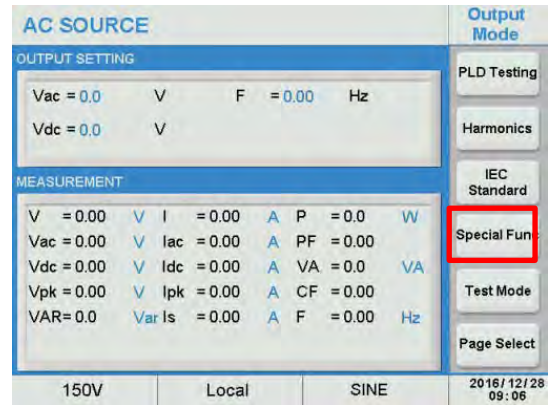 AC SOURCE
Output
Mode
OUTPUT SETTING
Vac = 0.0 V F = 0.00 Hz
Vdc = 0.0 V
MEASUREMENT
V = 0.00 V I = 0.00 A P = 0.0 W
Vac = 0.00 V Iac = 0.00 A PF = 0.00
Vdc = 0.00 V Idc = 0.00 A VA = 0.0 VA
Vpk = 0.00 V Ipk = 0.00 A CF = 0.00
VAR= 0.0 Var Is = 0.00 A F = 0.00 Hz
PLD Testing
Harmonics
IEC
Standard
Special Func
Test Mode
Page Select
150V Local SINE
2016/12/28
09:06